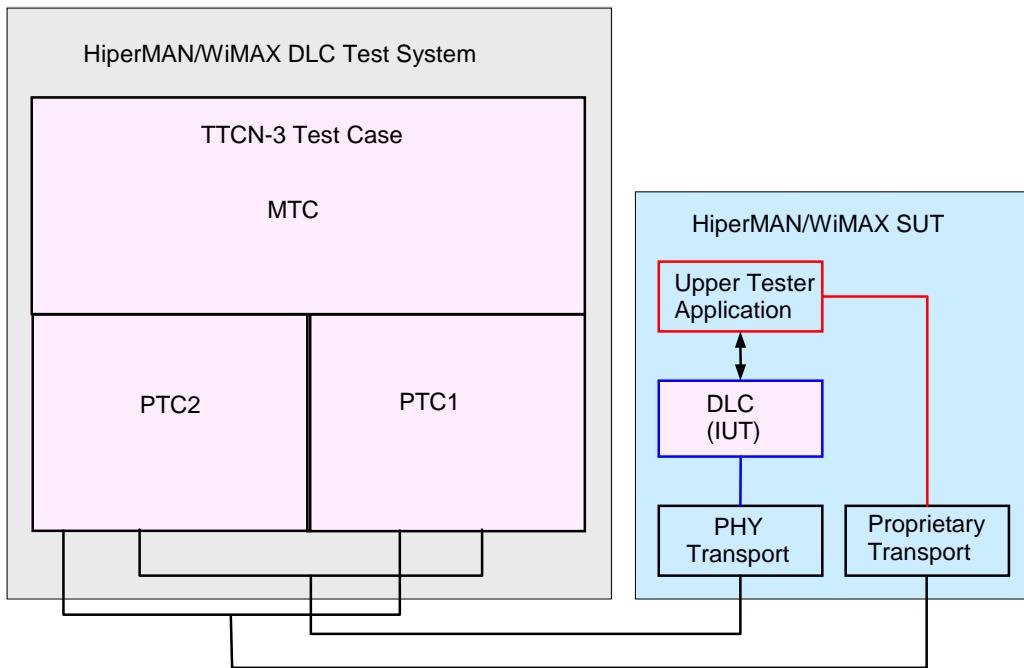 HiperMAN/WiMAX DLC Test System
TTCN-3 Test Case
MTC
PTC2
PTC1
HiperMAN/WiMAX SUT
Upper Tester
Application
DLC
(IUT)
PHY
Transport
Proprietary
Transport